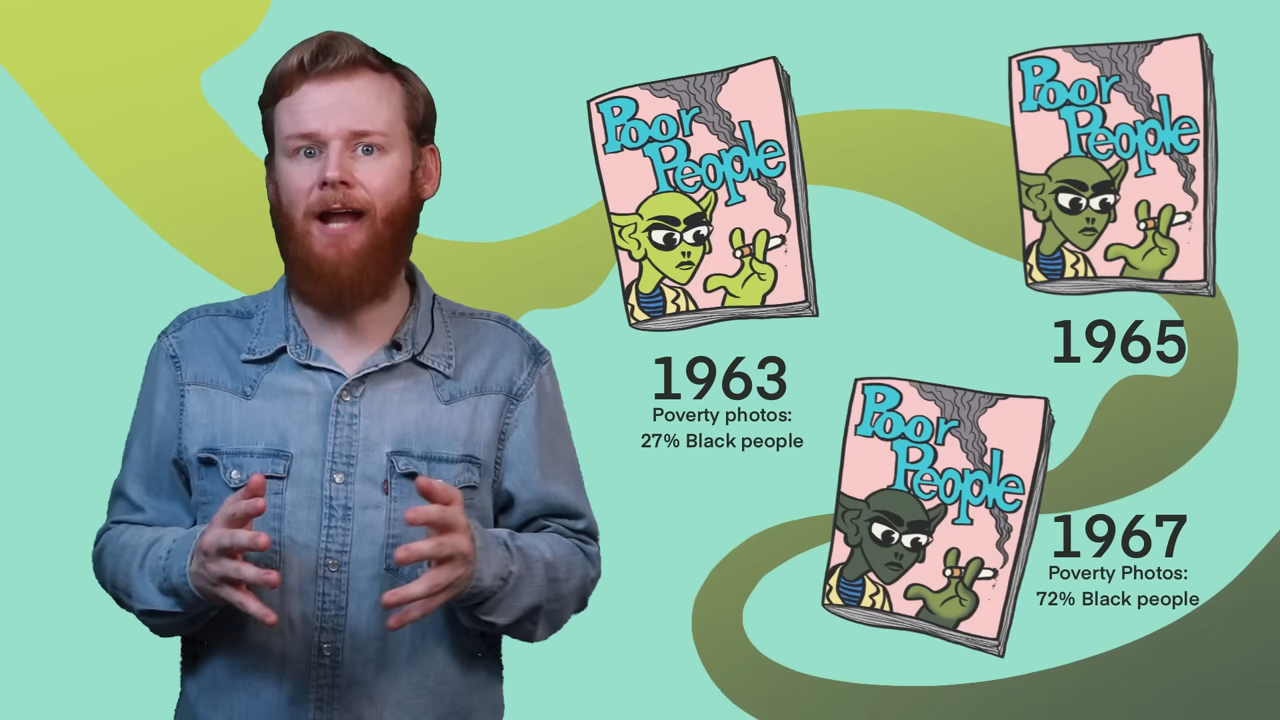 Poor
People
1963
Poverty photos:
27% Black people
Poor
People
1965
Poor
People
1967
Poverty Photos:
72% Black people